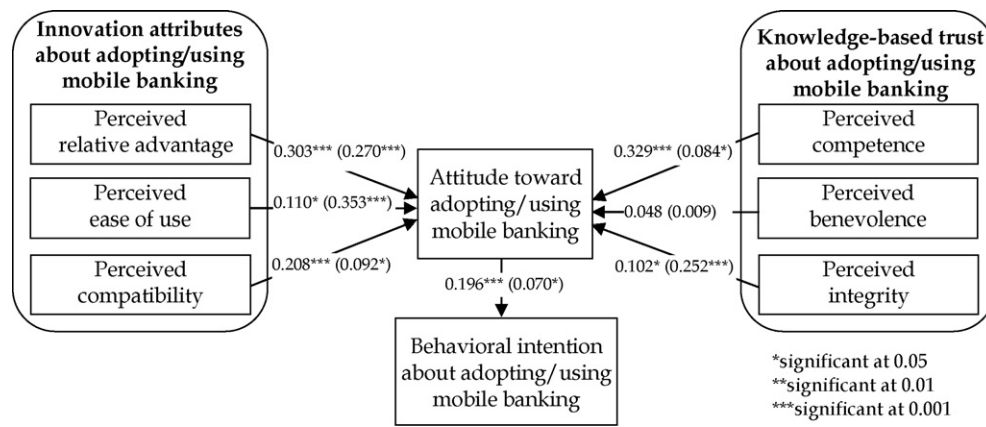 Innovation attributes
about adopting/using
mobile banking
Perceived
relative advantage
Perceived
ease of use
Perceived
compatibility
0.303*** (0.270***)
0.110* (0.353***)
0.208*** (0.092*)
Attitude toward
adopting/using
mobile banking
0.196*** (0.070*)
Behavioral intention
about adopting/using
mobile banking
Knowledge-based trust
about adopting/using
mobile banking
Perceived
competence
Perceived
benevolence
Perceived
integrity
0.329*** (0.084*)
0.048 (0.009)
0.102* (0.252***)
*significant at 0.05
**significant at 0.01
***significant at 0.001